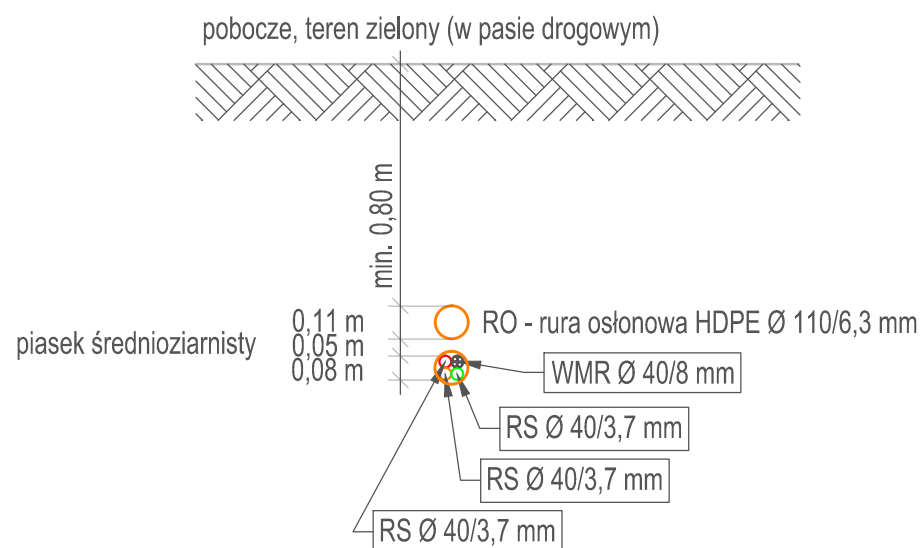 pobocze, teren zielony (w pasie drogowym)
min. 0,80 m
0,11 m
RO - rura osłonowa HDPE Ø 110/6,3 mm
piasek średnioziarnisty
0,05 m
0,08 m
WMR Ø 40/8 mm
RS Ø 40/3,7 mm
RS Ø 40/3,7 mm
RS Ø 40/3,7 mm